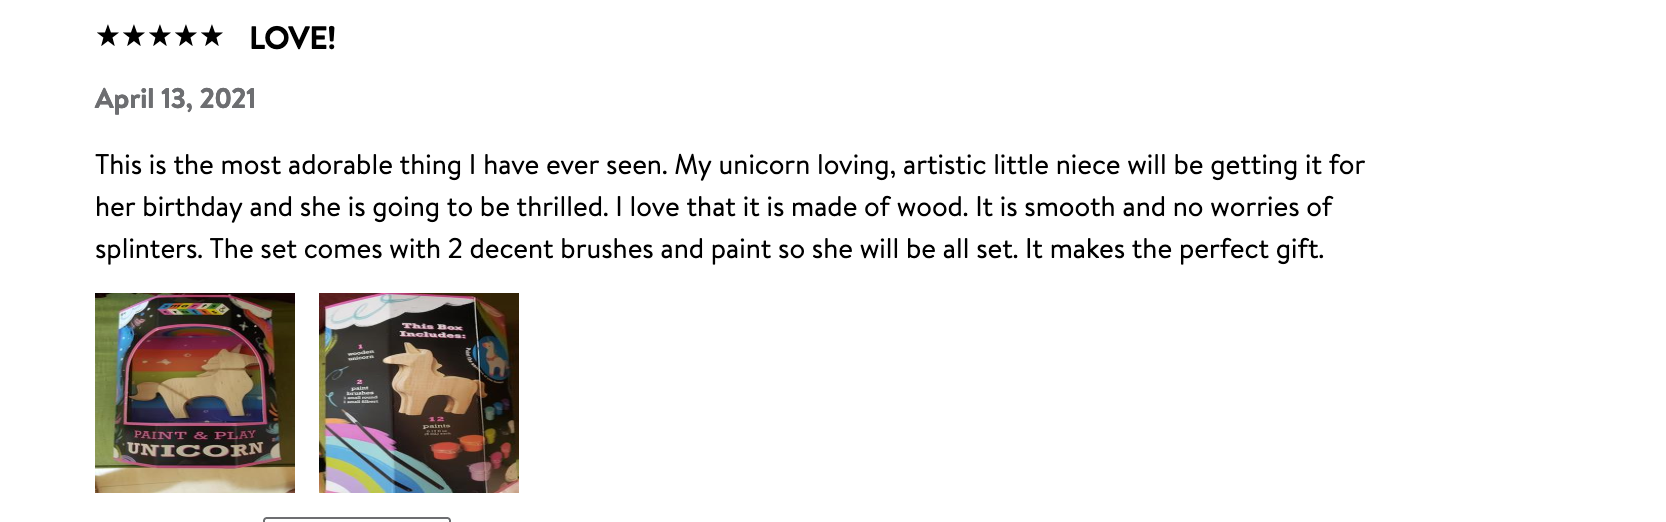 ★★★★★ LOVE!
April 13, 2021
This is the most adorable thing I have ever seen. My unicorn loving, artistic little niece will be getting it for
her birthday and she is going to be thrilled. I love that it is made of wood. It is smooth and no worries of
splinters. The set comes with 2 decent brushes and paint so she will be all set. It makes the perfect gift.
PAINT & PLAY
UNICORN
This Box
Includes:
1
wooden
unicorn
2
paint
brushes
12
paints